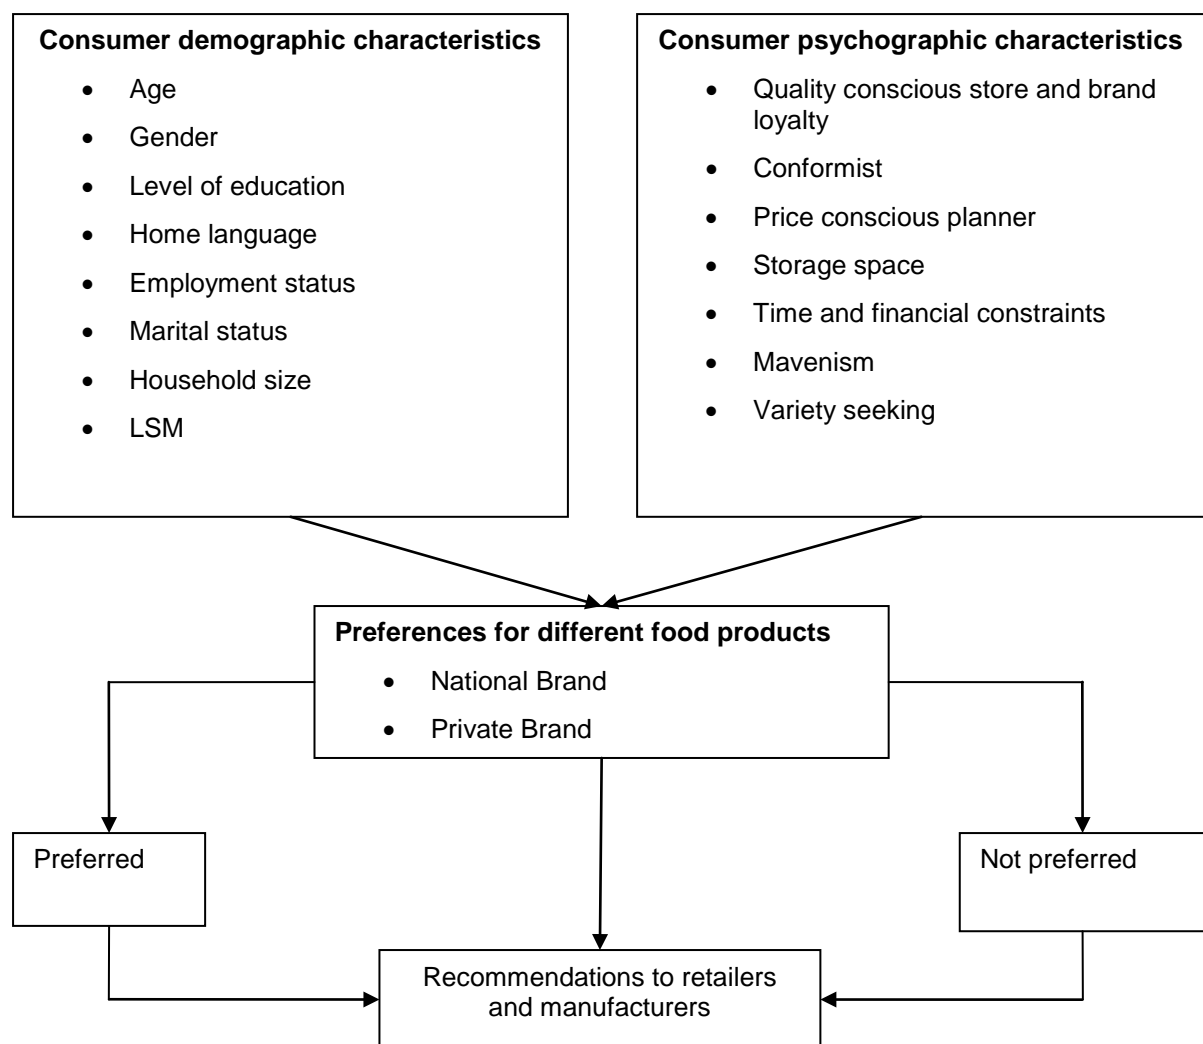 Consumer demographic characteristics
• Age
• Gender
• Level of education
• Home language
• Employment status
• Marital status
• Household size
• LSM
Consumer psychographic characteristics
• Quality conscious store and brand
loyalty
• Conformist
• Price conscious planner
• Storage space
• Time and financial constraints
• Mavenism
• Variety seeking
Preferences for different food products
• National Brand
• Private Brand
Preferred
Not preferred
Recommendations to retailers
and manufacturers